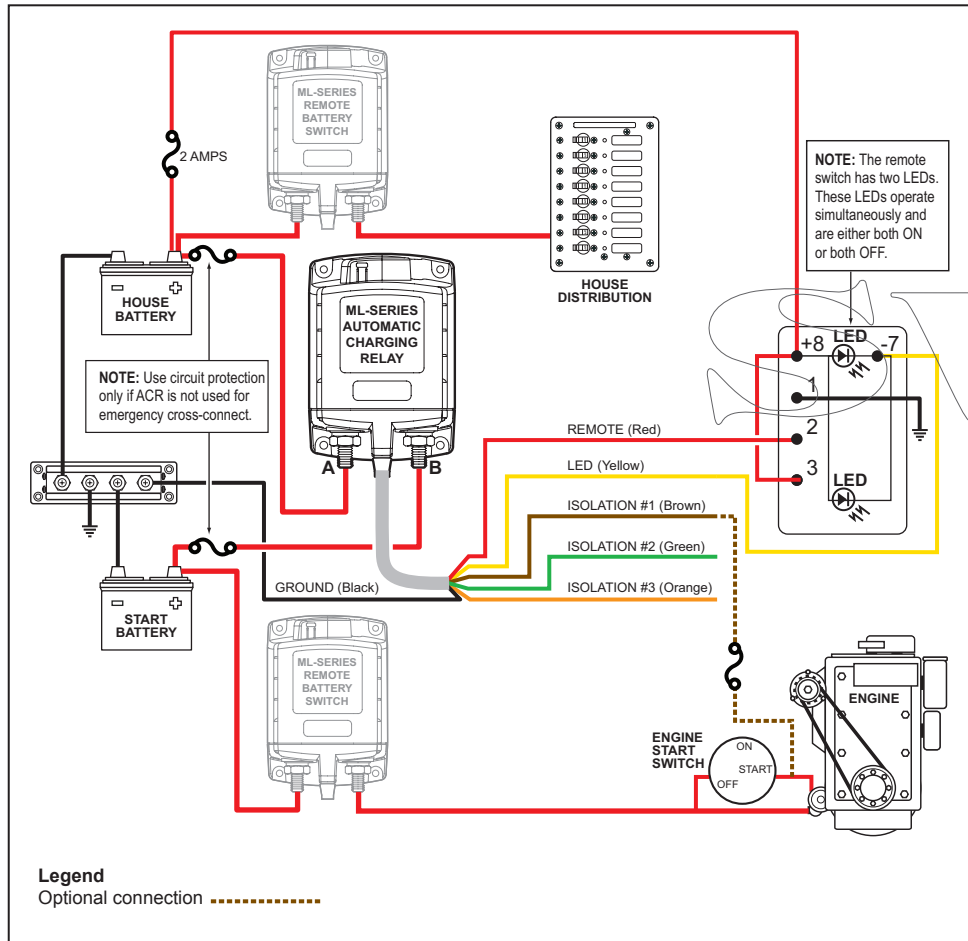 ML-SERIES
REMOTE
BATTERY
SWITCH
2 AMPS
NOTE: The remote
switch has two LEDs.
These LEDs operate
simultaneously and
are either both ON
or both OFF.
HOUSE
DISTRIBUTION
- +
HOUSE
BATTERY
ML-SERIES
AUTOMATIC
CHARGING
RELAY
NOTE: Use circuit protection
only if ACR is not used for
emergency cross-connect.
A
B
+8
LED
-7
1
2
3
LED
REMOTE (Red)
LED (Yellow)
ISOLATION #1 (Brown)
ISOLATION #2 (Green)
ISOLATION #3 (Orange)
GROUND (Black)
- +
START
BATTERY
ML-SERIES
REMOTE
BATTERY
SWITCH
ENGINE
START
SWITCH
ON
START
OFF
ENGINE
Legend
Optional connection